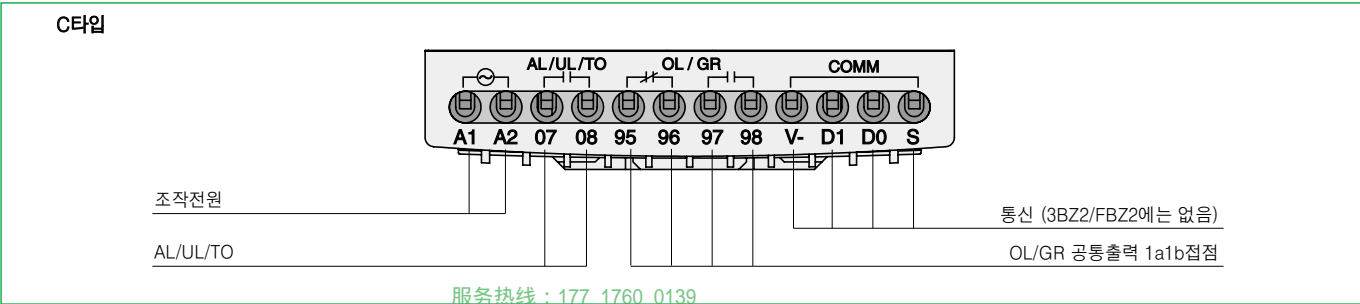 C타입
AL/UL/TO OL / GR COMM
A1 A2 07 08 95 96 97 98 V- D1 D0 S
조작전원
통신 (3BZ2/FBZ2에는 없음)
AL/UL/TO
OL/GR 공통출력 1a1b접점
服务热线：177 1760 0139